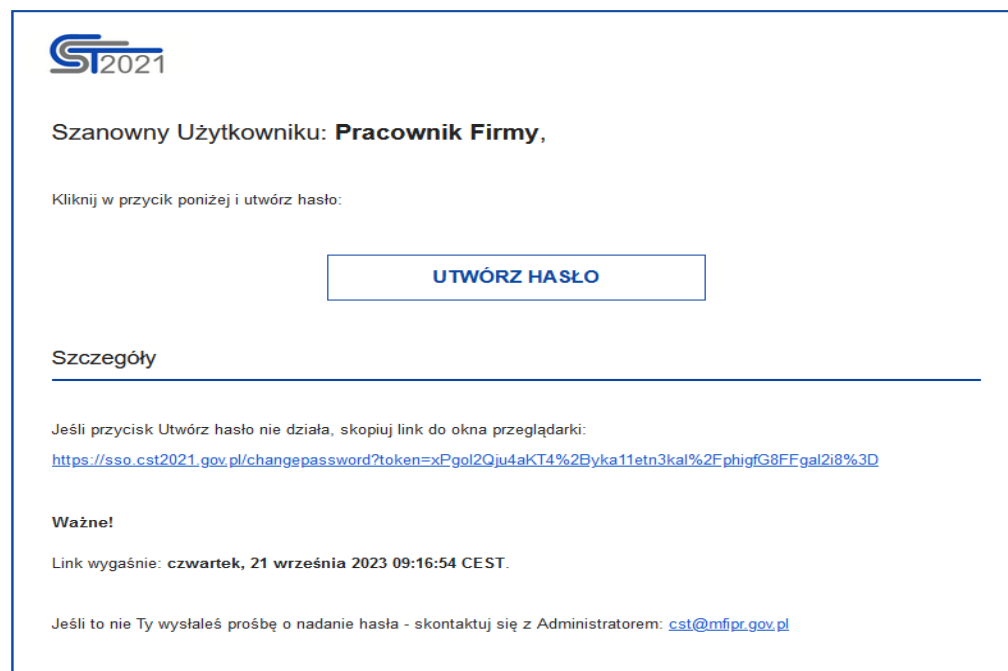 CST2021
Szanowny Użytkowniku: Pracownik Firmy,
Kliknij w przycik poniżej i utwórz hasło:
UTWÓRZ HASŁO
Szczegóły
Jeśli przycisk Utwórz hasło nie działa, skopiuj link do okna przeglądarki:
https://sso.cst2021.gov.pl/changepassword?token=xPgol2Qju4aKT4%2Byka11etn3kal%2FphigfG8FFgal2i8%3D
Ważne!
Link wygaśnie: czwartek, 21 września 2023 09:16:54 CEST.
Jeśli to nie Ty wysłałeś prośbę o nadanie hasła - skontaktuj się z Administratorem: cst@mfipr.gov.pl